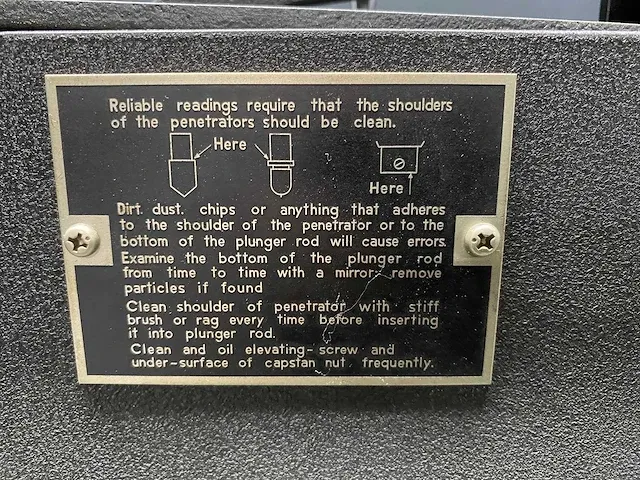 Reliable readings require that the shoulders
of the penetrators should be clean.
Here
Here
Dirt. dust. chips or anything that adheres
to the shoulder of the penetrator or to the
bottom of the plunger rod will cause errors.
Examine the bottom of the plunger rod
from time to time with a mirror; remove
particles if found
Clean shoulder of penetrator with stiff
brush or rag every time before inserting
it into plunger rod.
Clean and oil elevating-screw and
under-surface of capstan nut frequently.